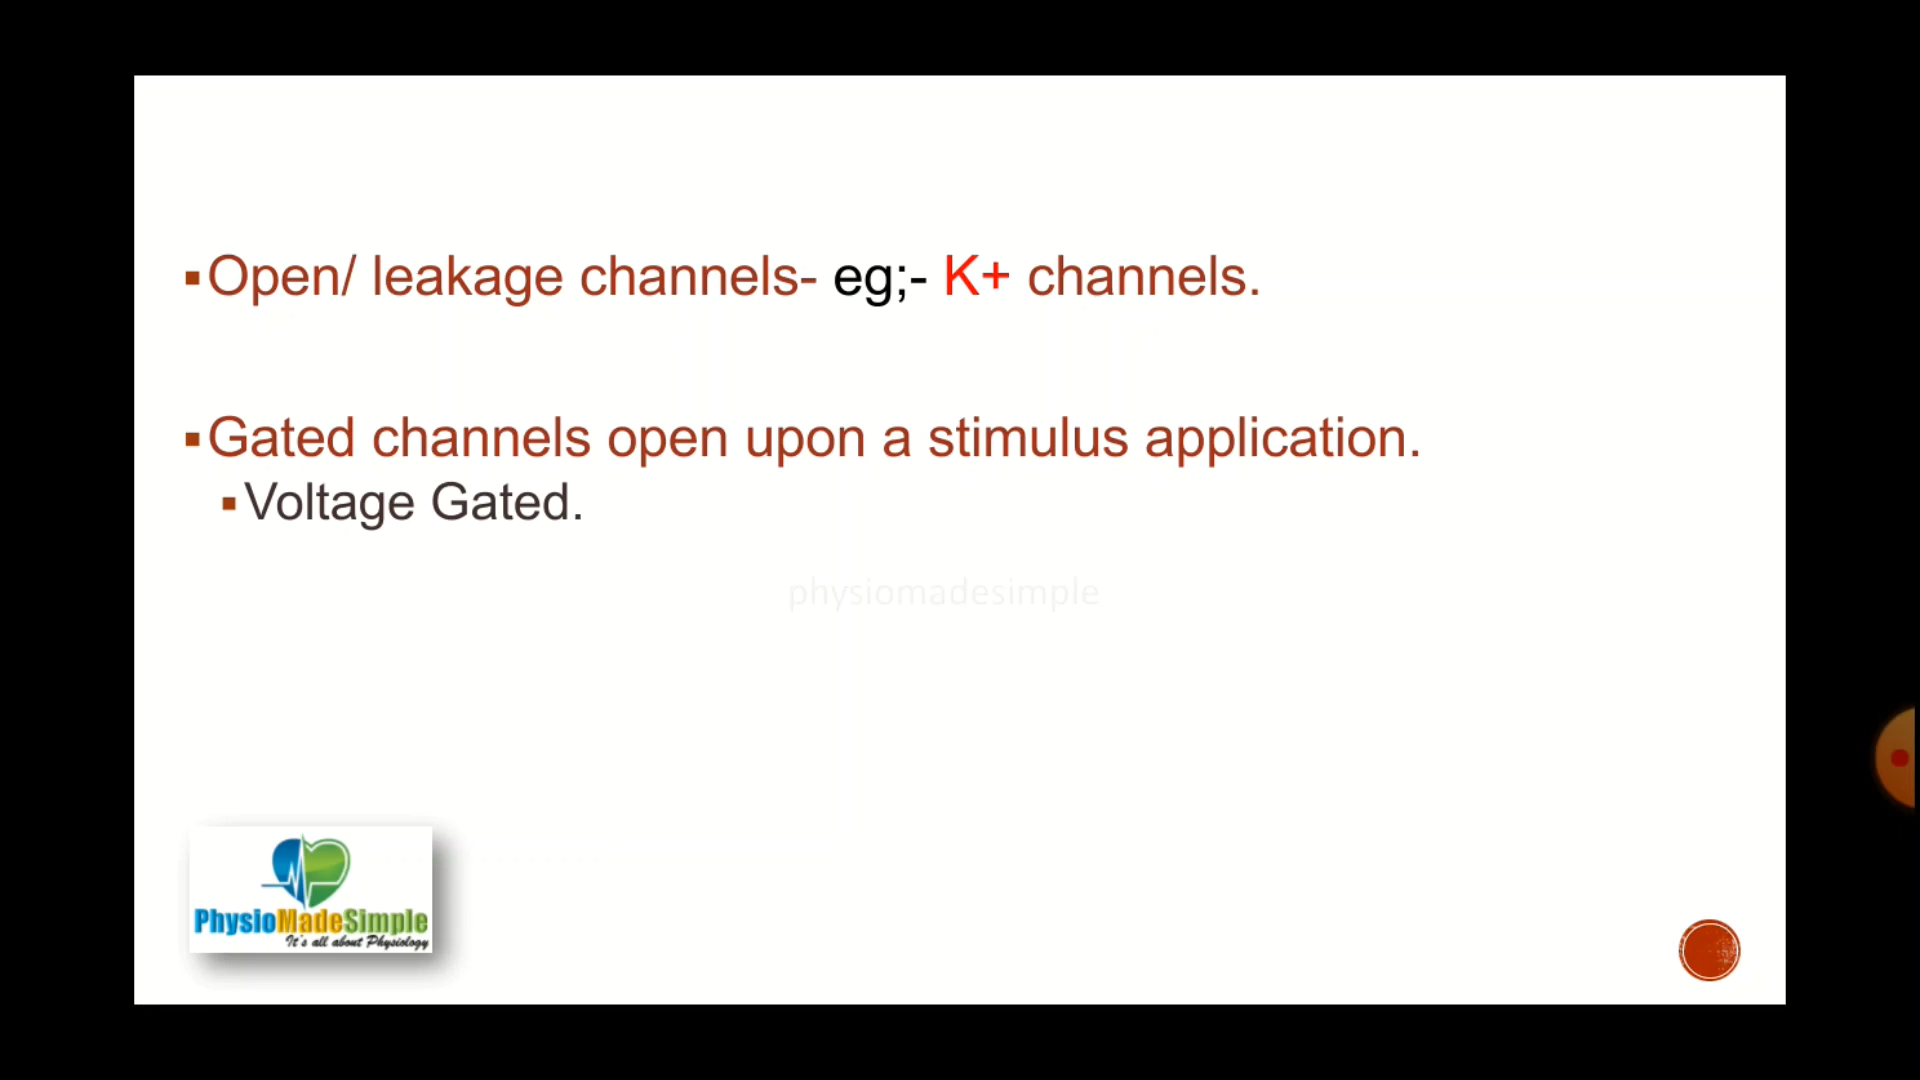 ▪Open/ leakage channels- eg;- K+ channels.
▪Gated channels open upon a stimulus application.
▪Voltage Gated.
physiomadesimple
PhysioMadeSimple
It's all about Physiology